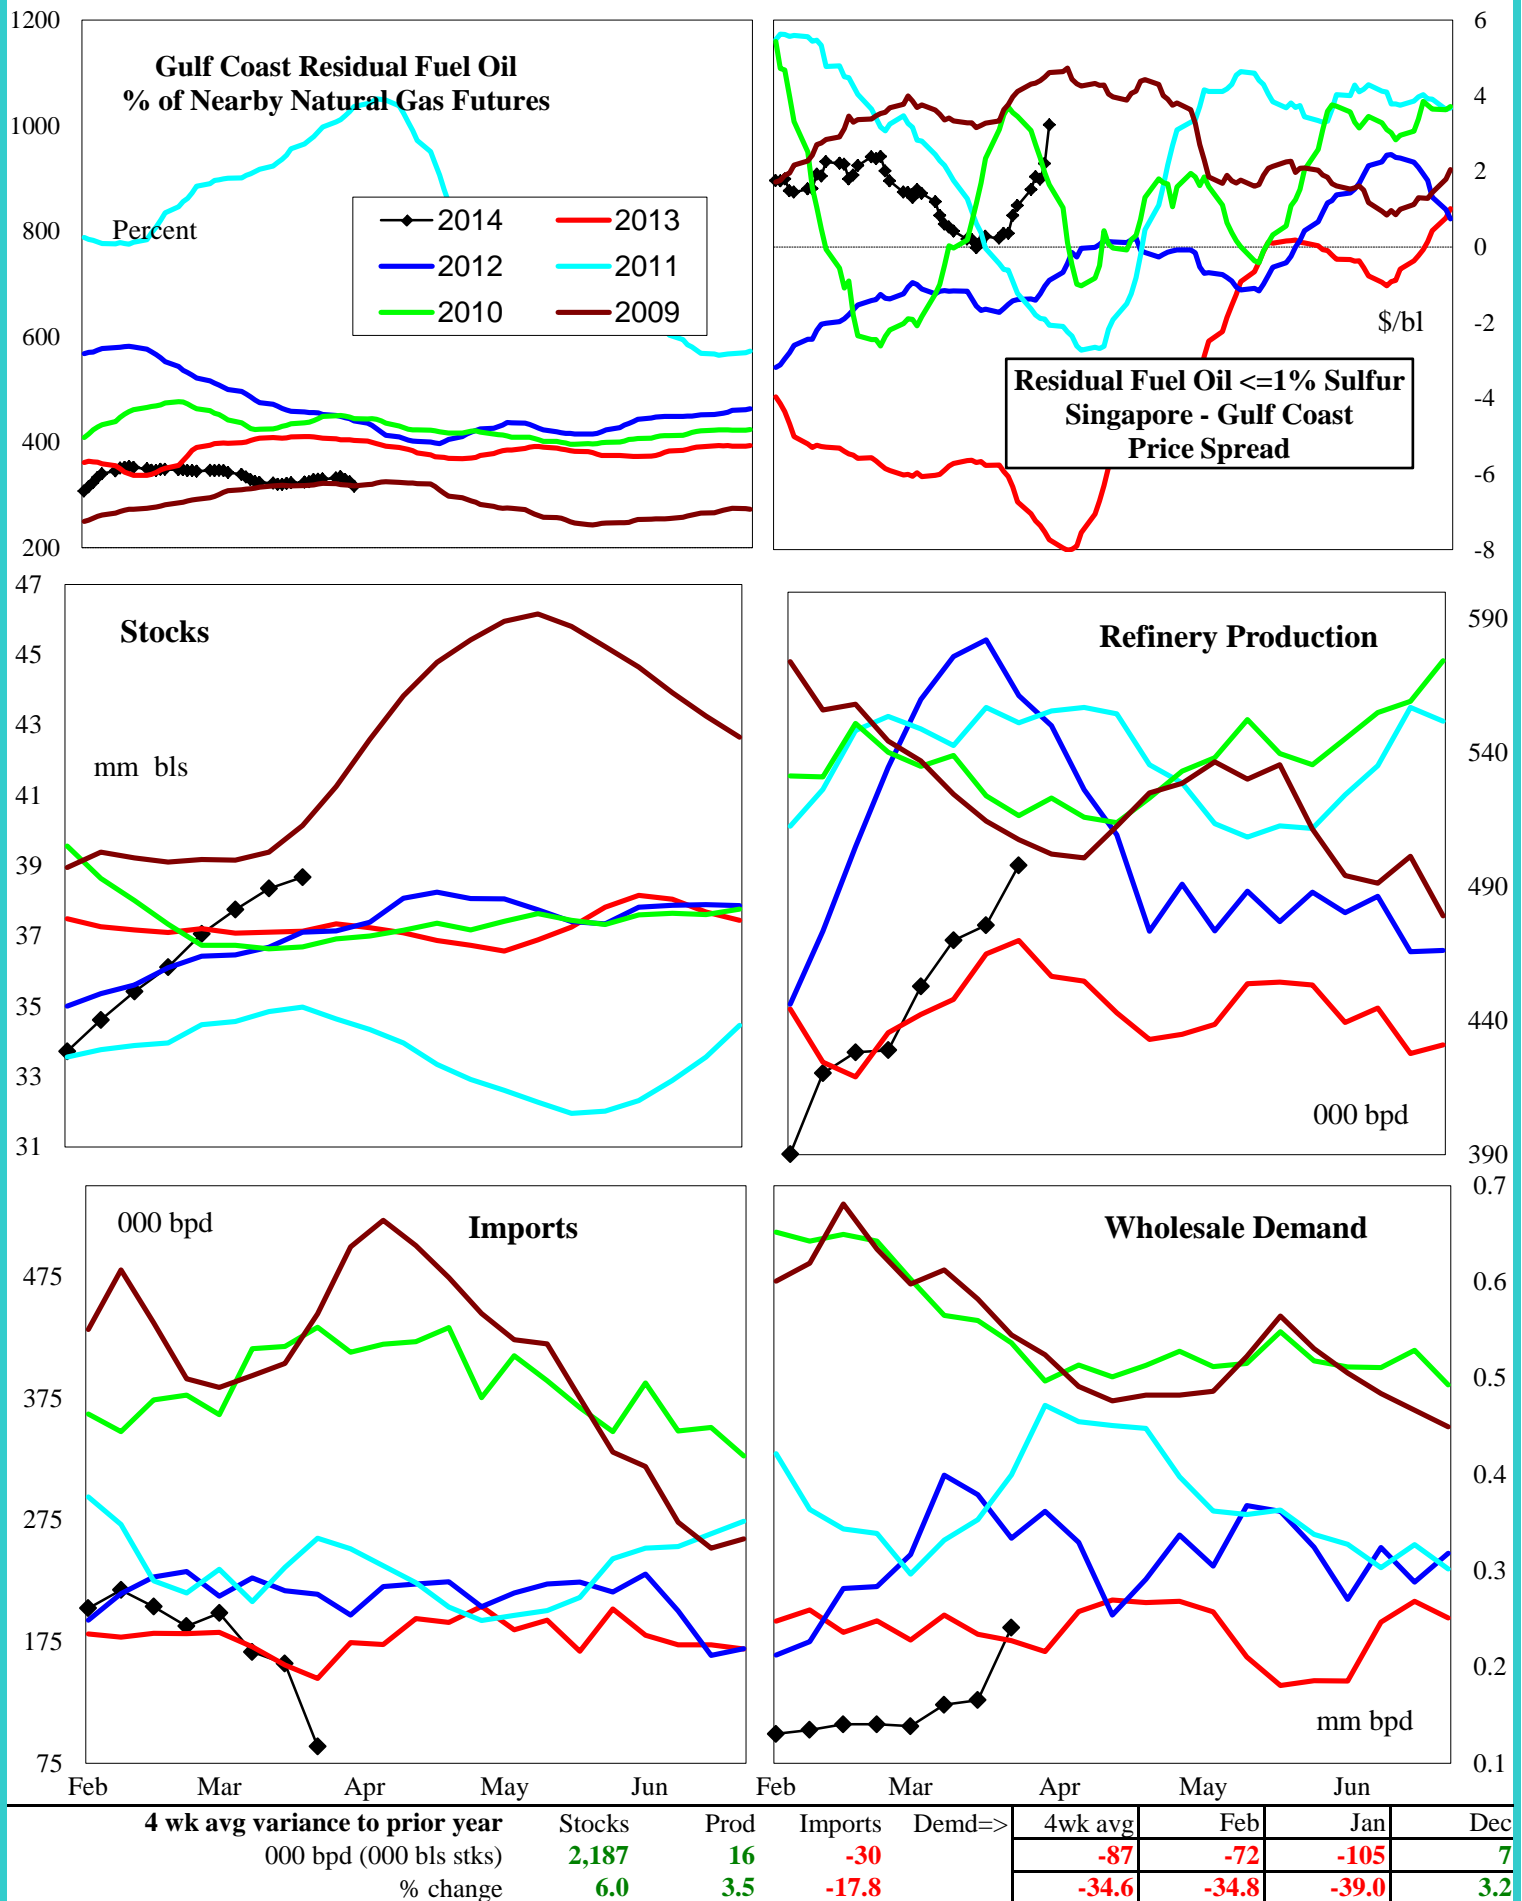 Gulf Coast Residual Fuel Oil
% of Nearby Natural Gas Futures
1200
1000
800
600
400
200
Percent
2014 2013
2012 2011
2010 2009
6
4
2
0
-2
-4
-6
-8
$/bl
Residual Fuel Oil <=1% Sulfur
Singapore - Gulf Coast
Price Spread
Stocks
mm bls
47
45
43
41
39
37
35
33
31
Refinery Production
590
540
490
440
390
000 bpd
000 bpd
Imports
475
375
275
175
75
Feb Mar Apr May Jun
Wholesale Demand
0.7
0.6
0.5
0.4
0.3
0.2
0.1
mm bpd
Feb Mar Apr May Jun
4 wk avg variance to prior year Stocks Prod Imports Demd=> 4wk avg Feb Jan Dec
000 bpd (000 bls stks) 2,187 16 -30 -87 -72 -105 7
% change 6.0 3.5 -17.8 -34.6 -34.8 -39.0 3.2